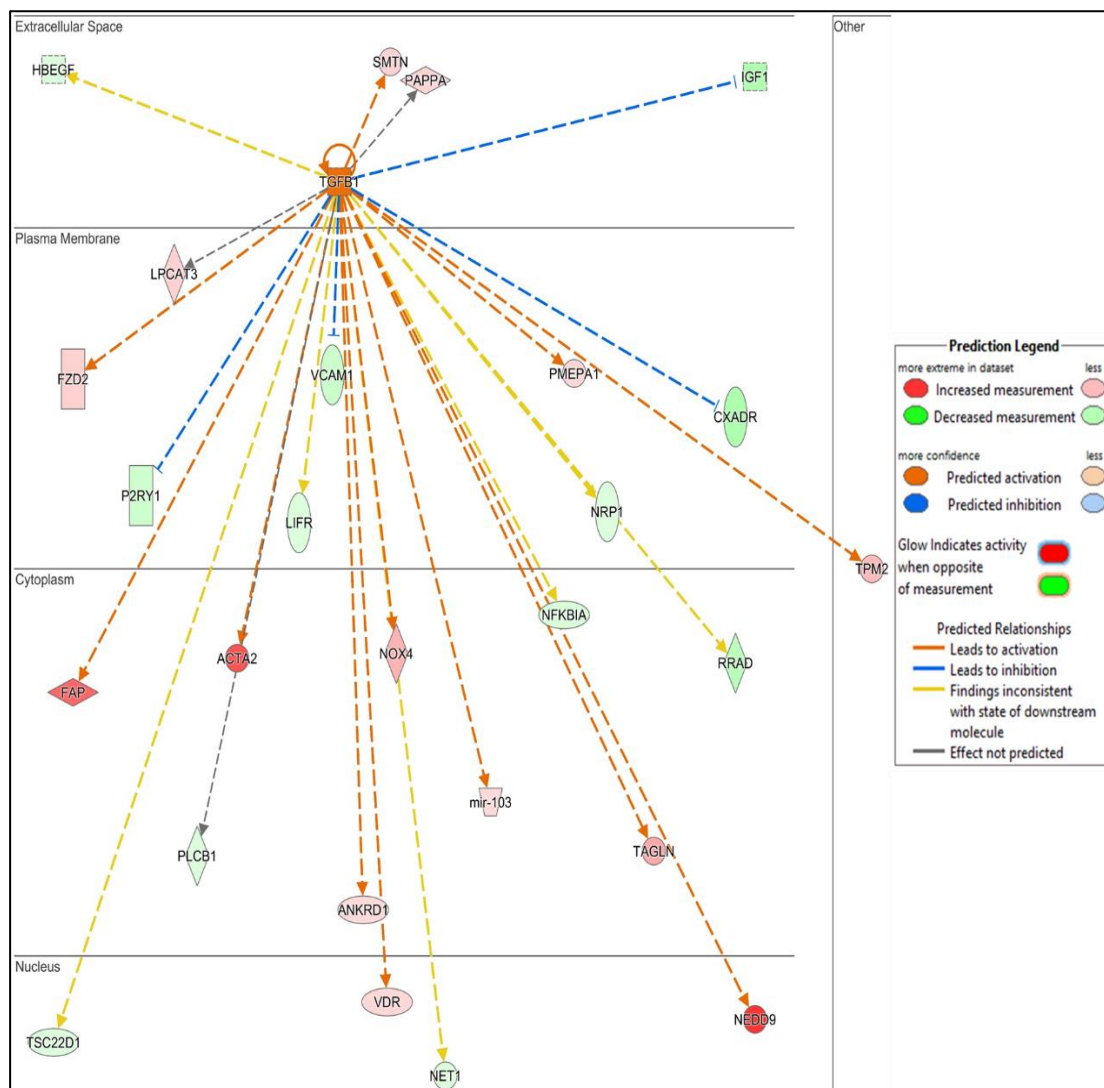 Extracellular Space
Other
HBEGF
SMTN
PAPPA
IGF1
TGFB1
Plasma Membrane
LPCAT3
FZD2
VCAM1
PMEPA1
CXADR
P2RY1
LIFR
NRP1
TPM2
Cytoplasm
NFKBIA
ACTA2
NOX4
RRAD
FAP
mir-103
PLCB1
TAGLN
ANKRD1
Nucleus
VDR
NEDD9
TSC22D1
NET1
Prediction Legend
more extreme in dataset less
Increased measurement
Decreased measurement
more confidence less
Predicted activation
Predicted inhibition
Glow Indicates activity
when opposite
of measurement
Predicted Relationships
Leads to activation
Leads to inhibition
Findings inconsistent
with state of downstream
molecule
Effect not predicted